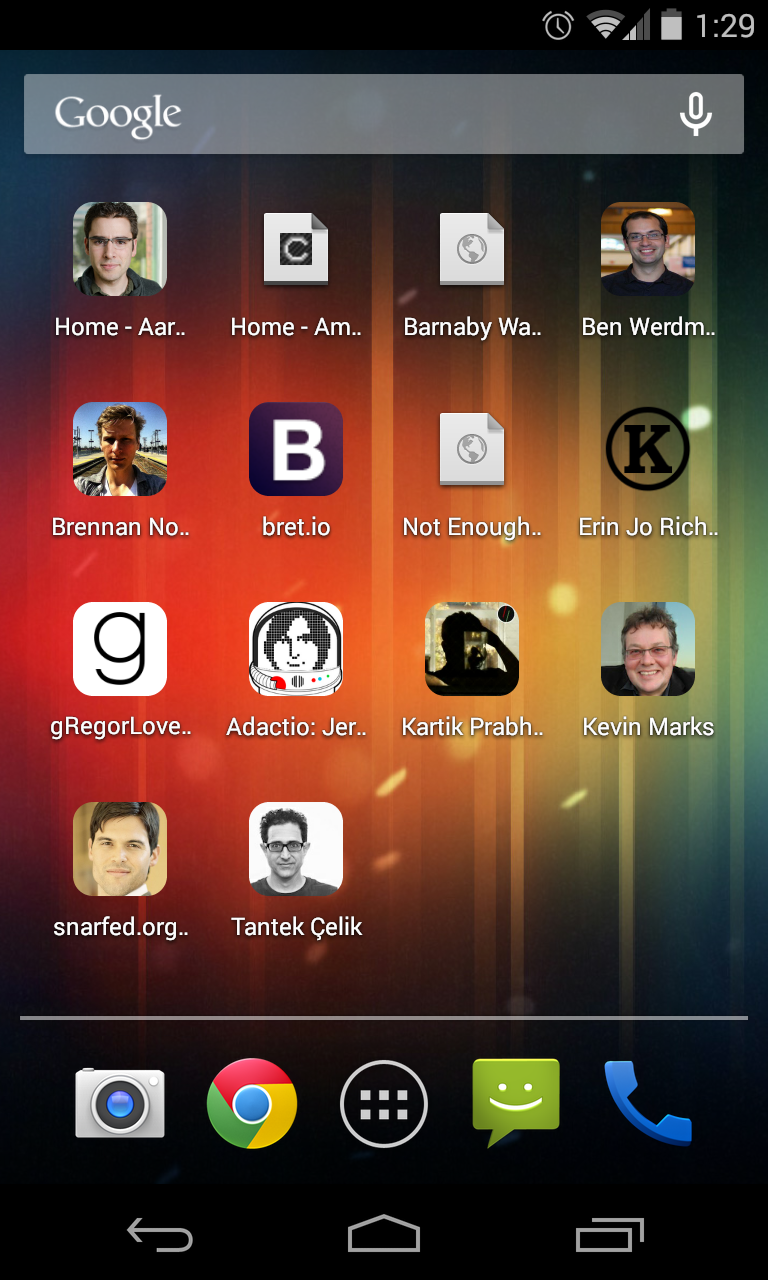 1:29
Google
Home - Aar..
Home - Am..
Barnaby Wa..
Ben Werdm..
B
K
Brennan No..
bret.io
Not Enough..
Erin Jo Rich..
g
gRegorLove..
Adactio: Jer..
Kartik Prabh..
Kevin Marks
snarfed.org..
Tantek Çelik